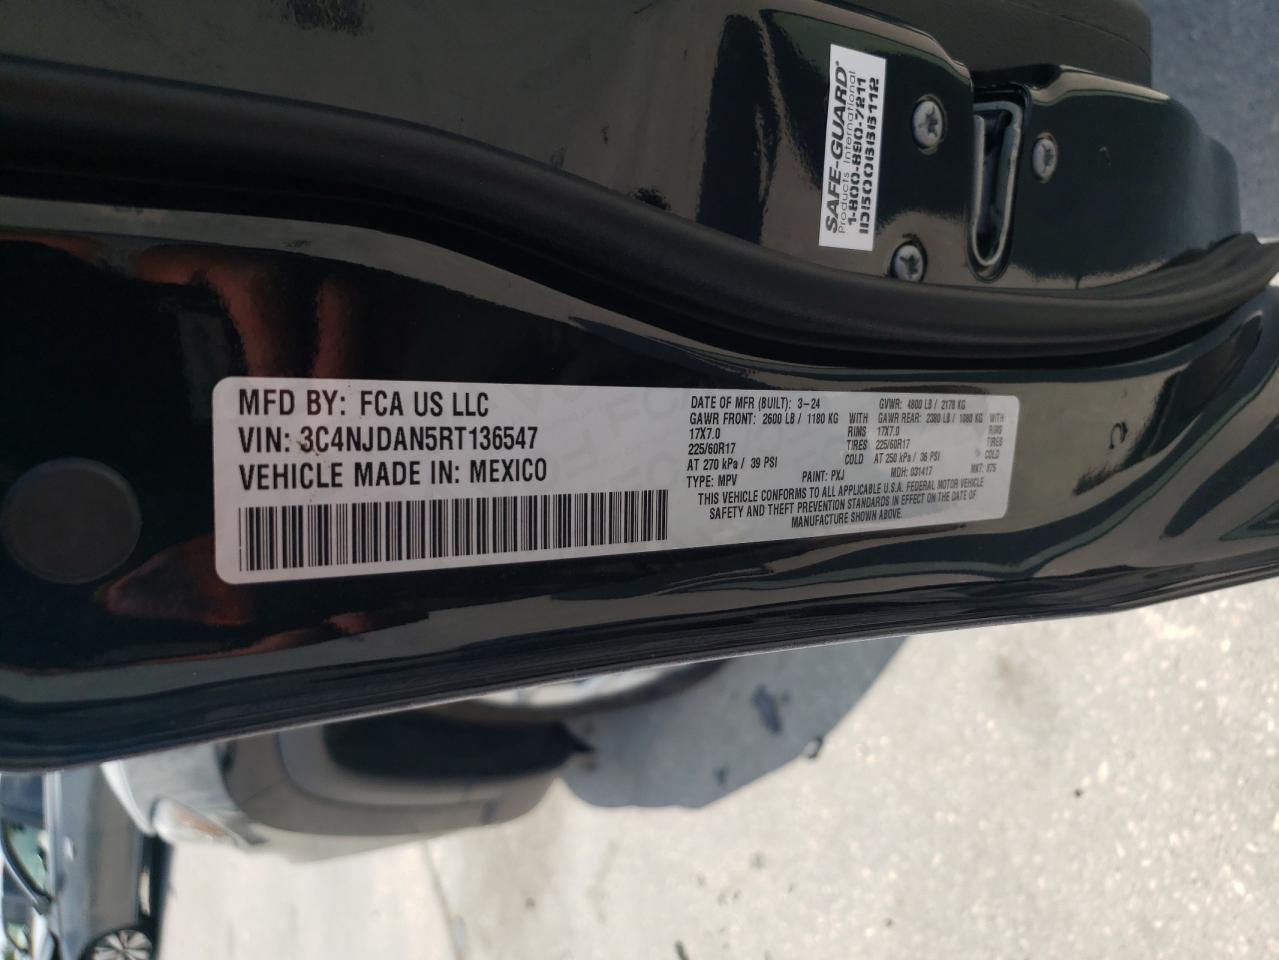 SAFE-GUARD®
Products International
1-800-890-7211
MFD BY: FCA US LLC
VIN: 3C4NJDAN5RT136547
VEHICLE MADE IN: MEXICO
DATE OF MFR (BUILT): 3-24 GVWR: 4800 LB / 2178 KG
GAWR FRONT: 2600 LB / 1180 KG WITH GAWR REAR: 2380 LB / 1080 KG WITH
17X7.0 RIMS 17X7.0 RIMS
225/60R17 TIRES 225/60R17 TIRES
AT 270 kPa / 39 PSI COLD AT 250 kPa / 36 PSI COLD
TYPE: MPV PAINT: PXJ MDH: 031417 MKT: 875
THIS VEHICLE CONFORMS TO ALL APPLICABLE U.S.A. FEDERAL MOTOR VEHICLE
SAFETY AND THEFT PREVENTION STANDARDS IN EFFECT ON THE DATE OF
MANUFACTURE SHOWN ABOVE.